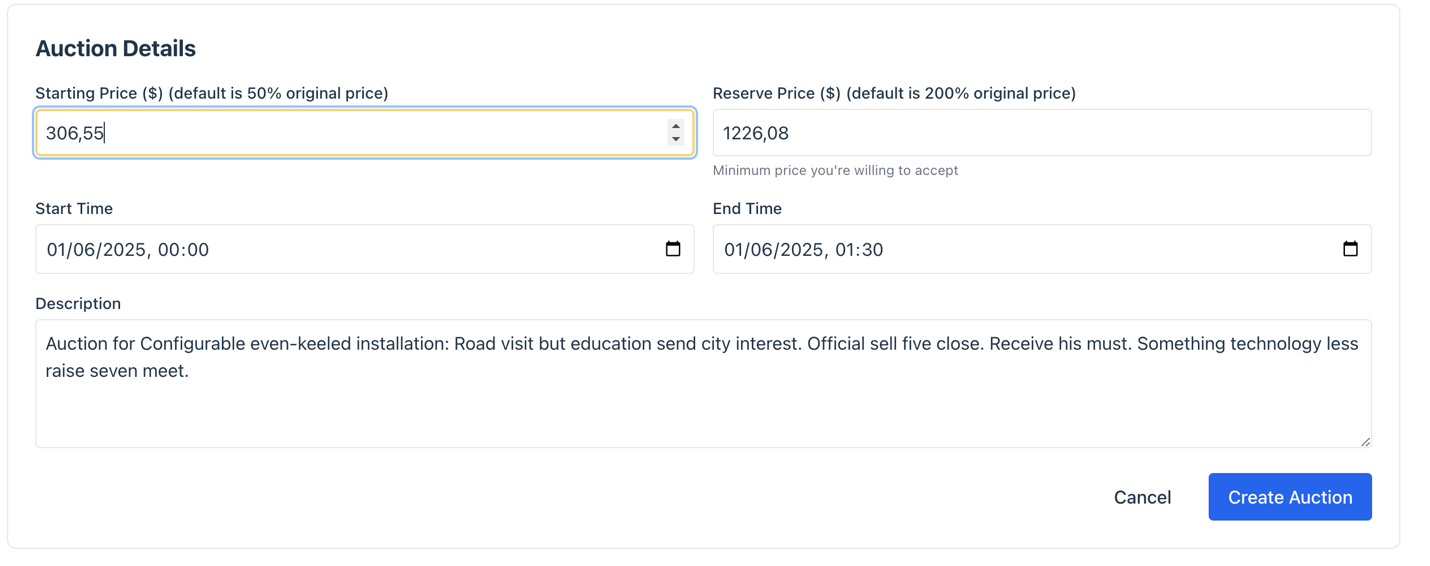 Auction Details
Starting Price ($) (default is 50% original price)
Reserve Price ($) (default is 200% original price)
306,55
1226,08
Minimum price you're willing to accept
Start Time
End Time
01/06/2025, 00:00
01/06/2025, 01:30
Description
Auction for Configurable even-keeled installation: Road visit but education send city interest. Official sell five close. Receive his must. Something technology less
raise seven meet.
Cancel
Create Auction